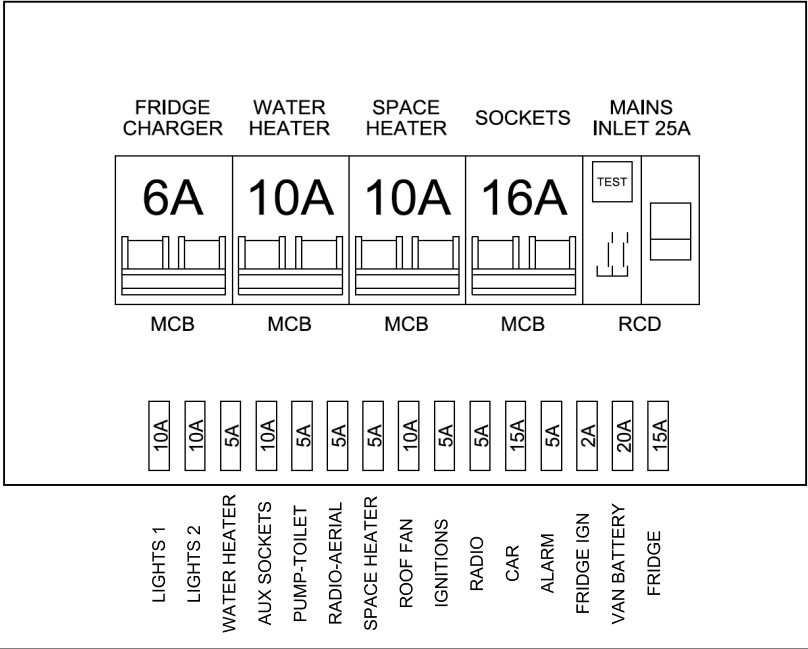 FRIDGE
CHARGER
WATER
HEATER
SPACE
HEATER
SOCKETS
MAINS
INLET 25A
6A
10A
10A
16A
TEST
MCB
MCB
MCB
MCB
RCD
10A
10A
5A
10A
5A
5A
5A
10A
5A
5A
15A
5A
2A
20A
15A
LIGHTS 1
LIGHTS 2
WATER HEATER
AUX SOCKETS
PUMP-TOILET
RADIO-AERIAL
SPACE HEATER
ROOF FAN
IGNITIONS
RADIO
CAR
ALARM
FRIDGE IGN
VAN BATTERY
FRIDGE